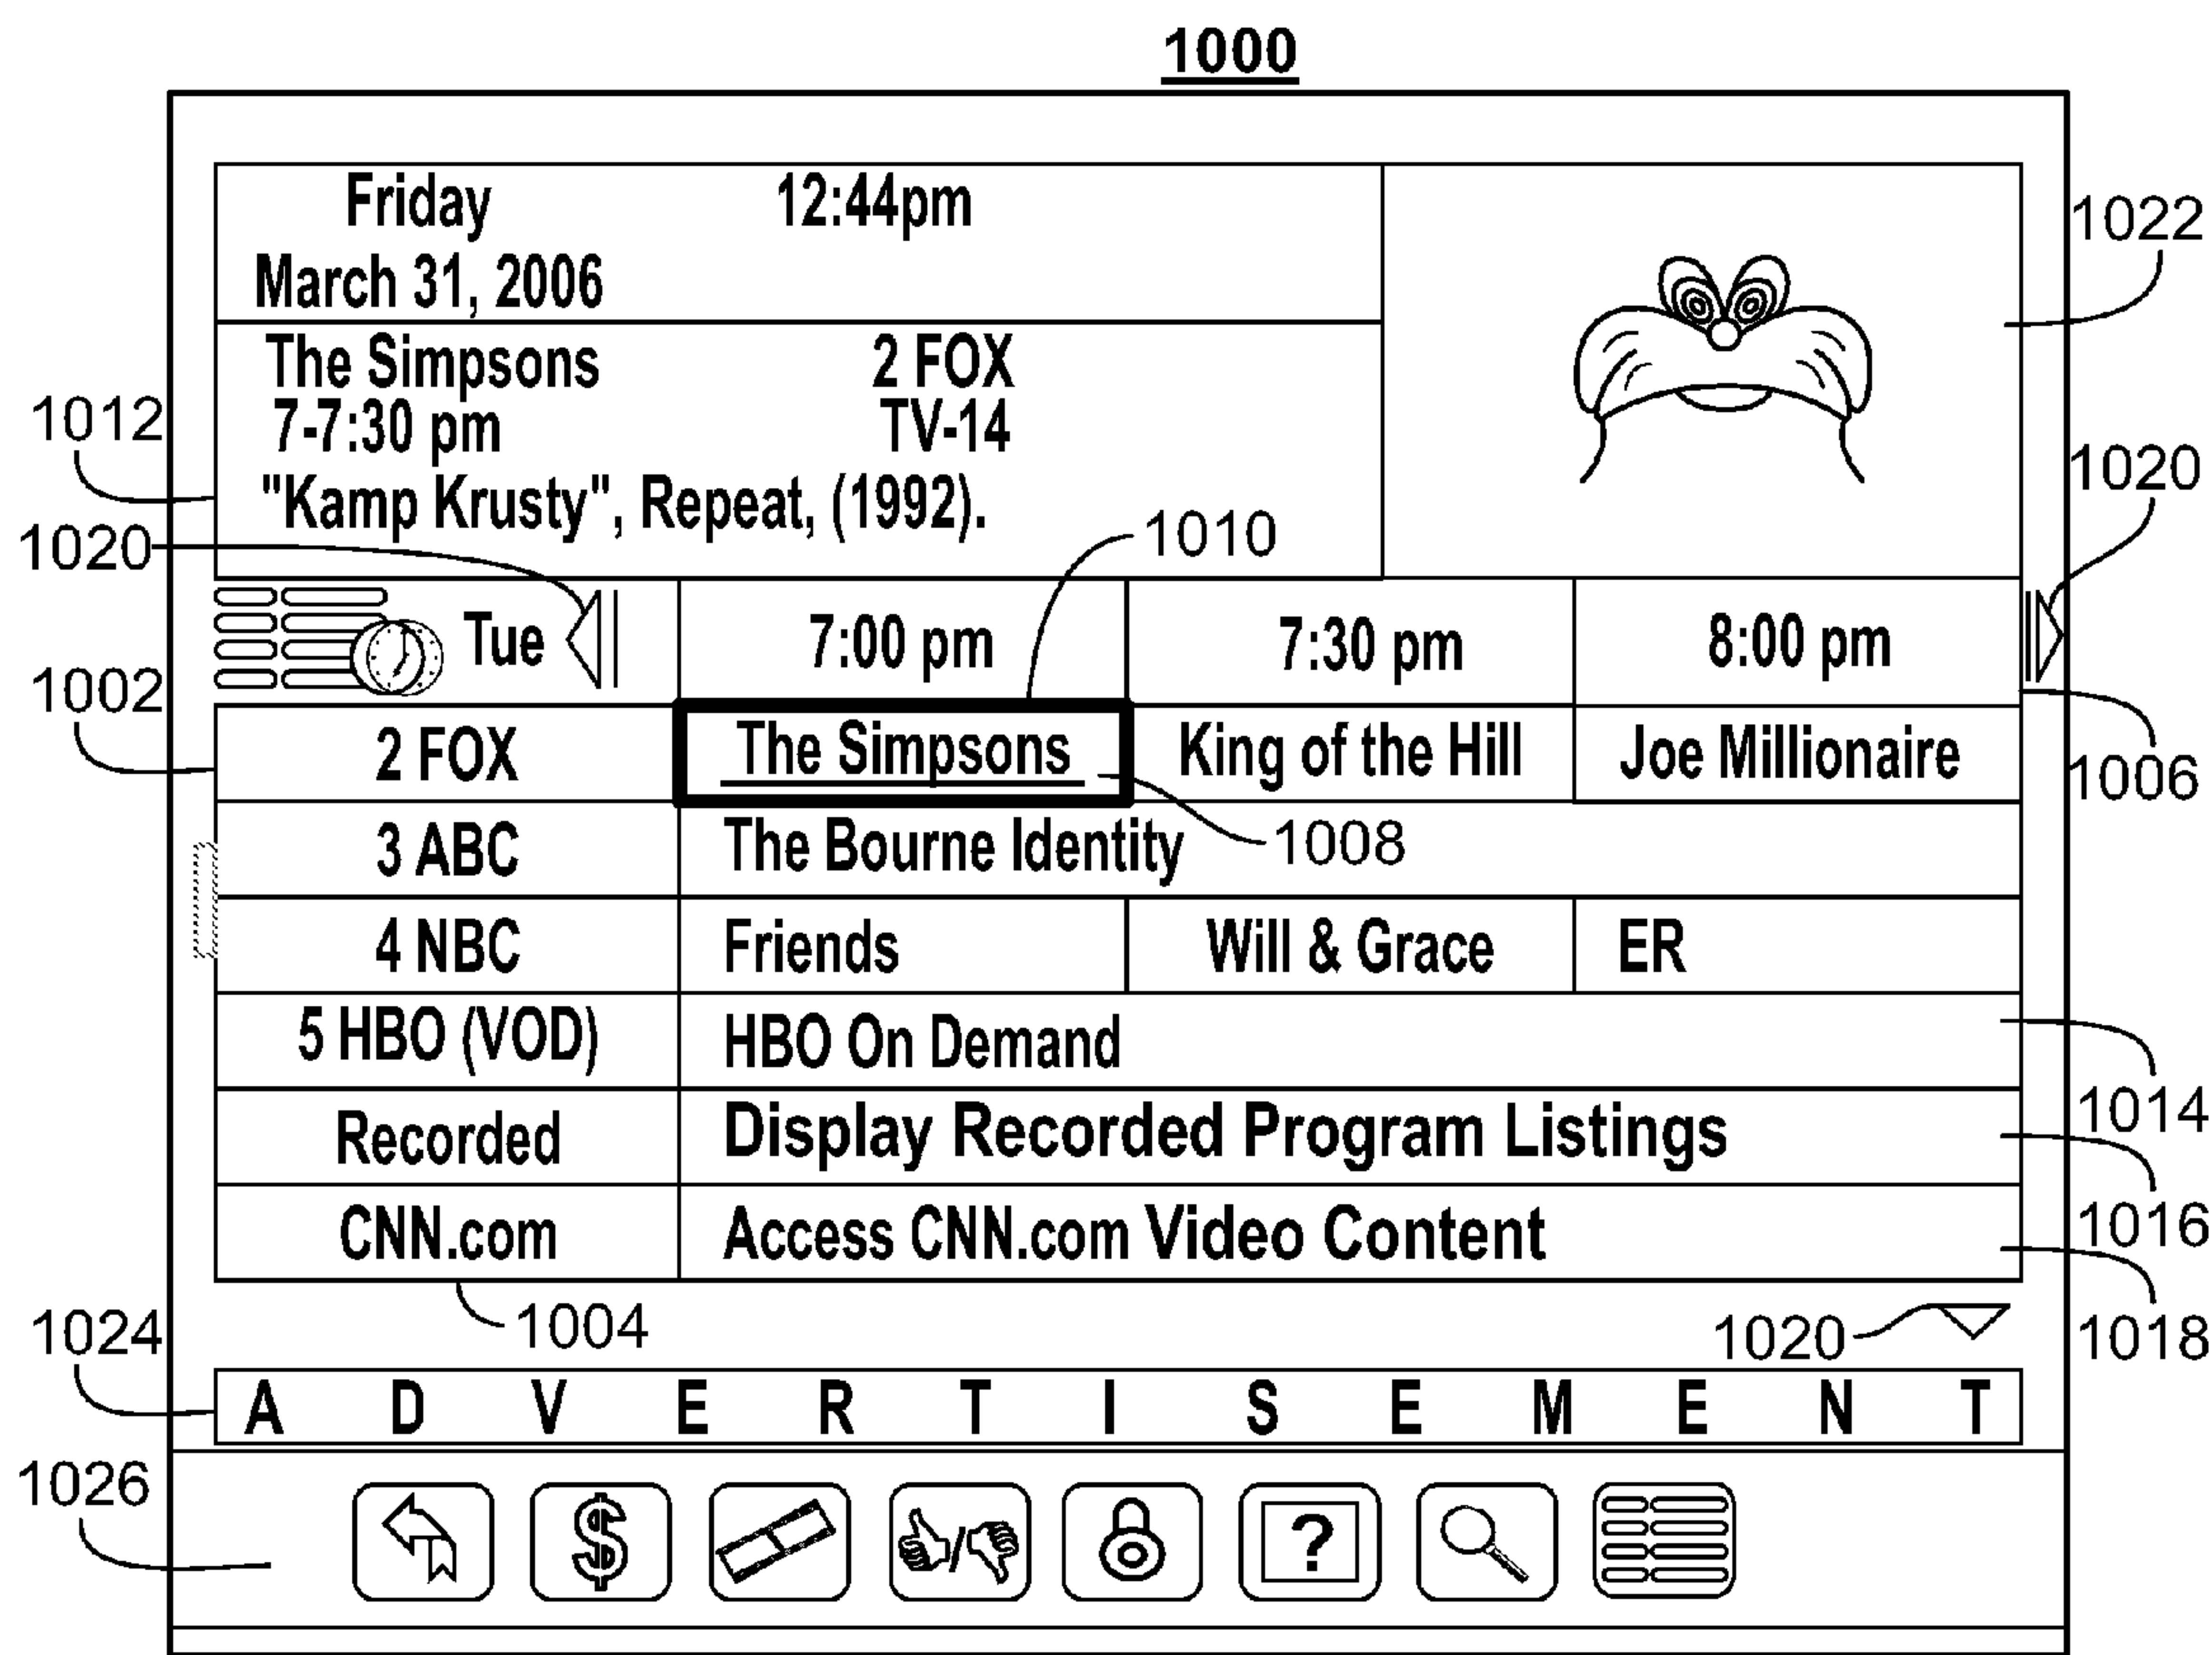 1000
Friday 12:44pm
March 31, 2006
1022
The Simpsons 2 FOX
1012 7-7:30 pm TV-14
1020
"Kamp Krusty", Repeat, (1992).
1020 1010
Tue 7:00 pm 7:30 pm 8:00 pm
1002
2 FOX The Simpsons King of the Hill Joe Millionaire
1006
3 ABC The Bourne Identity 1008
4 NBC Friends Will & Grace ER
5 HBO (VOD) HBO On Demand
1014
Recorded Display Recorded Program Listings
1016
CNN.com Access CNN.com Video Content
1024 1004 1020 1018
A D V E R T I S E M E N T
1026
$ / ?